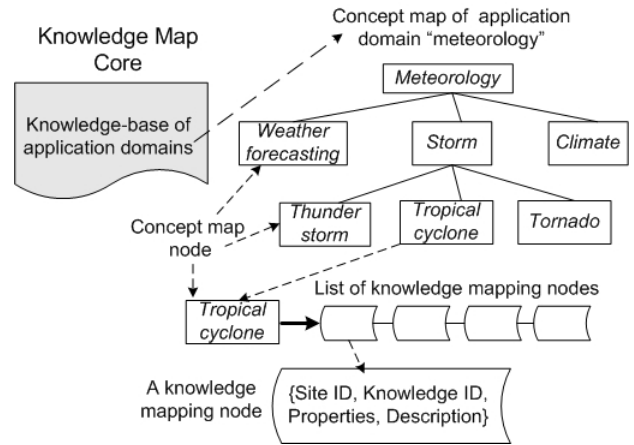 Knowledge Map
Core
Knowledge-base of
application domains
Concept map of application
domain “meteorology”
Meteorology
Weather
forecasting
Storm
Climate
Concept map
node
Thunder
storm
Tropical
cyclone
Tornado
Tropical
cyclone
List of knowledge mapping nodes
A knowledge
mapping node
{Site ID, Knowledge ID,
Properties, Description}